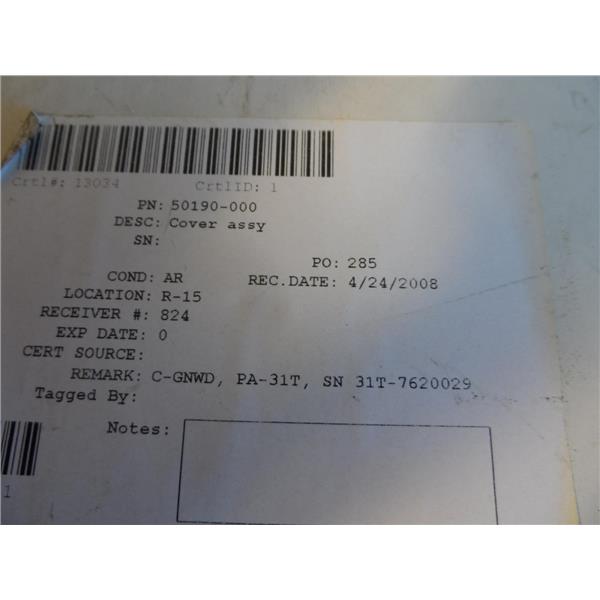 Crtl#: 13034 CrtlID: 1
PN: 50190-000
DESC: Cover assy
SN:
PO: 285
COND: AR REC.DATE: 4/24/2008
LOCATION: R-15
RECEIVER #: 824
EXP DATE: 0
CERT SOURCE:
REMARK: C-GNWD, PA-31T, SN 31T-7620029
Tagged By:
Notes:
1